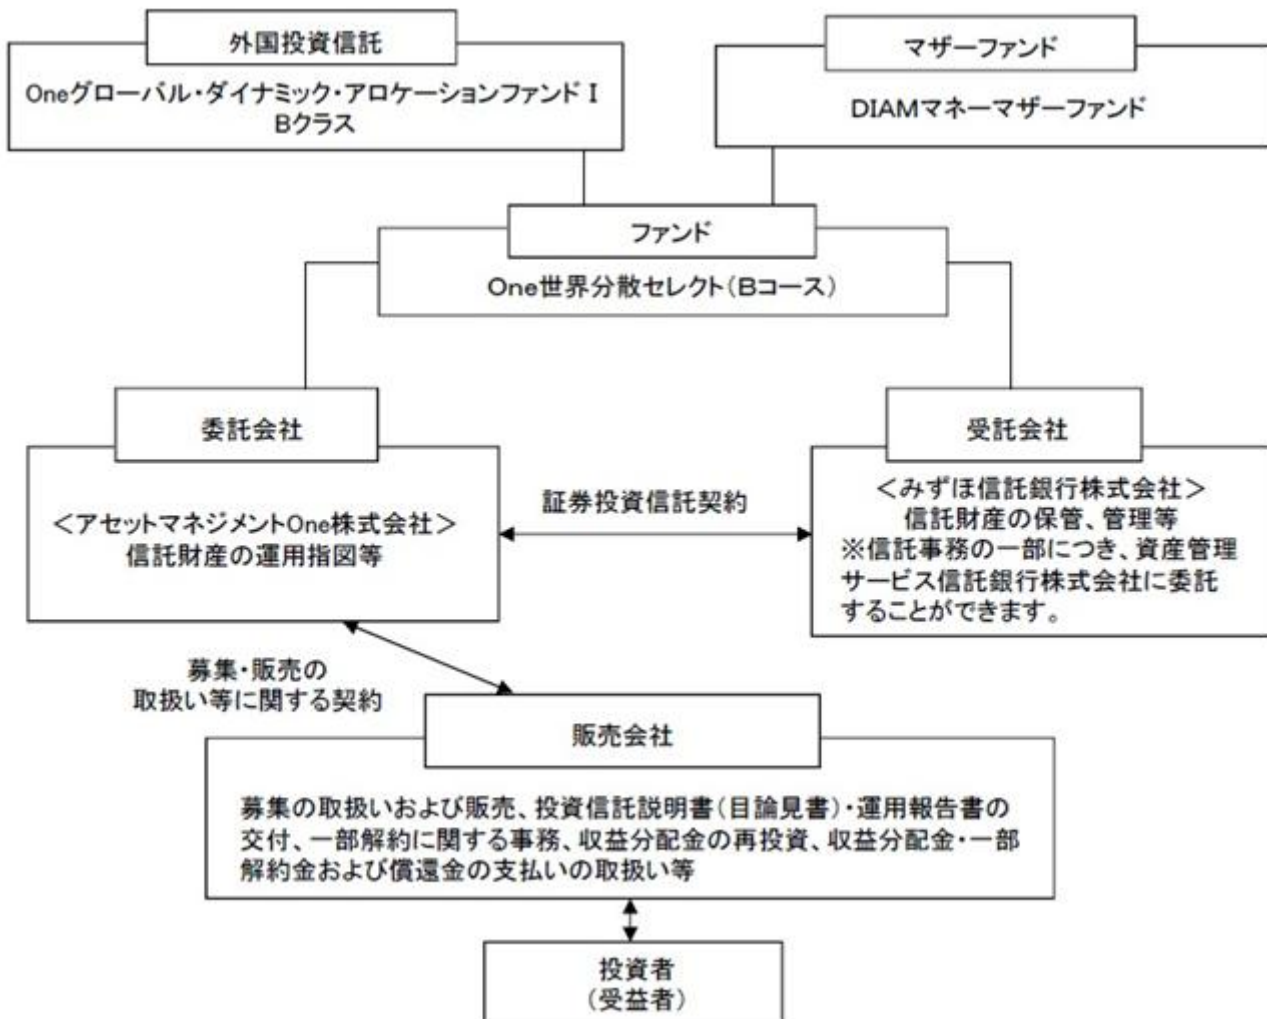 外国投資信託
Oneグローバル・ダイナミック・アロケーションファンドⅠ
Bクラス
マザーファンド
DIAMマネーマザーファンド
ファンド
One世界分散セレクト(Bコース)
委託会社
<アセットマネジメントOne株式会社>
信託財産の運用指図等
証券投資信託契約
受託会社
<みずほ信託銀行株式会社>
信託財産の保管、管理等
※信託事務の一部につき、資産管理
サービス信託銀行株式会社に委託
することができます。
募集・販売の
取扱い等に関する契約
販売会社
募集の取扱いおよび販売、投資信託説明書(目論見書)・運用報告書の
交付、一部解約に関する事務、収益分配金の再投資、収益分配金・一部
解約金および償還金の支払いの取扱い等
投資者
(受益者)